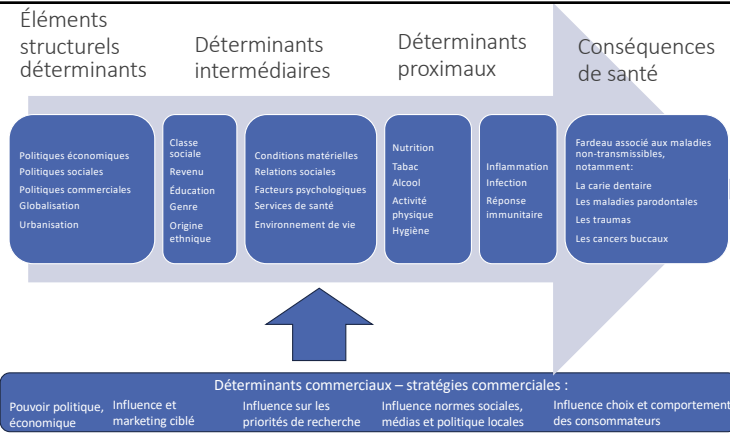 Éléments
structurels
déterminants
Déterminants
intermédiaires
Déterminants
proximaux
Conséquences
de santé
Politiques économiques
Politiques sociales
Politiques commerciales
Globalisation
Urbanisation
Classe
sociale
Revenu
Éducation
Genre
Origine
ethnique
Conditions matérielles
Relations sociales
Facteurs psychologiques
Services de santé
Environnement de vie
Nutrition
Tabac
Alcool
Activité
physique
Hygiène
Inflammation
Infection
Réponse
immunitaire
Fardeau associé aux maladies
non-transmissibles,
notamment:
La carie dentaire
Les maladies parodontales
Les traumas
Les cancers buccaux
Déterminants commerciaux – stratégies commerciales :
Pouvoir politique,
économique
Influence et
marketing ciblé
Influence sur les
priorités de recherche
Influence normes sociales,
médias et politique locales
Influence choix et comportement
des consommateurs